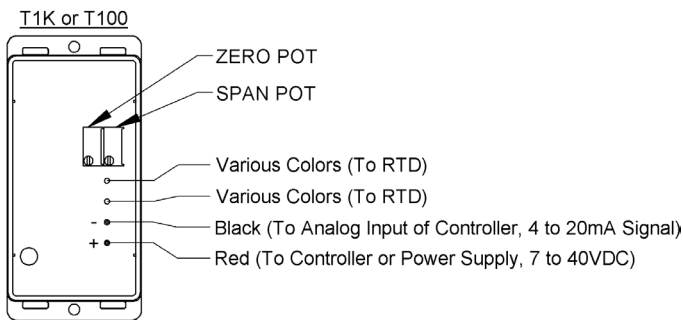 T1K or T100
ZERO POT
SPAN POT
Various Colors (To RTD)
Various Colors (To RTD)
- Black (To Analog Input of Controller, 4 to 20mA Signal)
+ Red (To Controller or Power Supply, 7 to 40VDC)